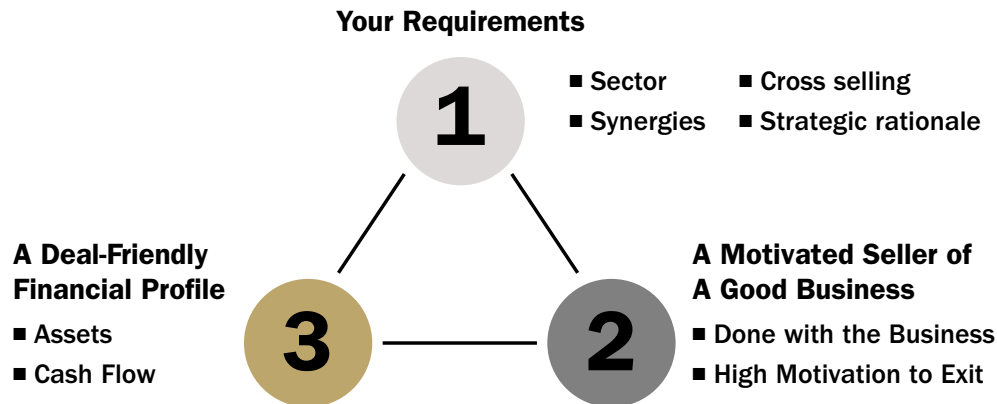 Your Requirements
1
■ Sector
■ Cross selling
■ Synergies
■ Strategic rationale
A Deal-Friendly
Financial Profile
■ Assets
■ Cash Flow
3
2
A Motivated Seller of
A Good Business
■ Done with the Business
■ High Motivation to Exit